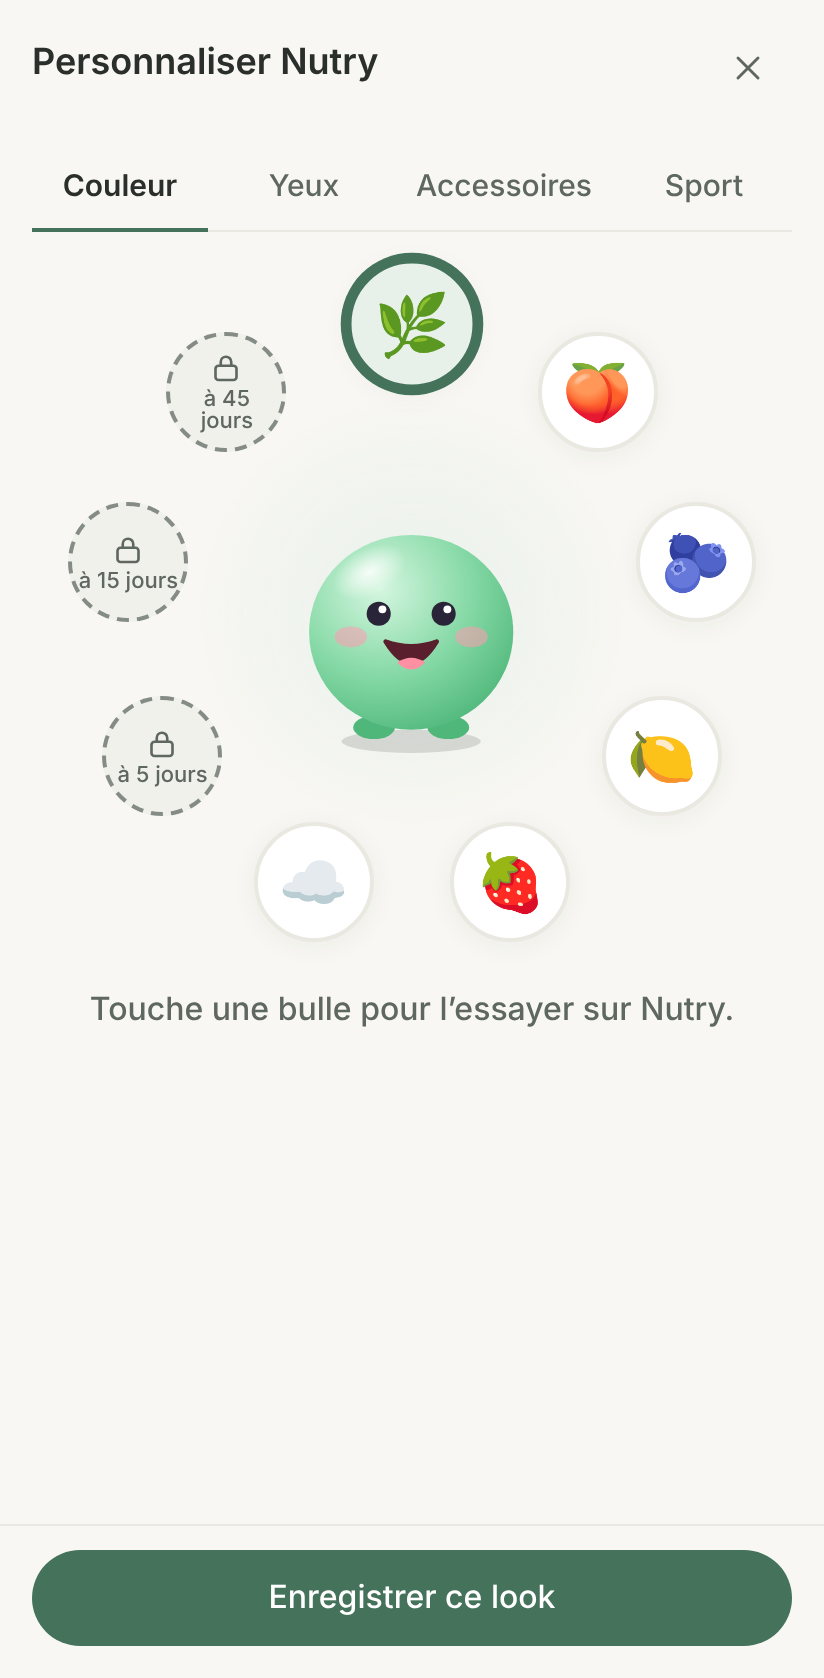 Personnaliser Nutry
Couleur
Yeux
Accessoires
Sport
à 45
jours
à 15 jours
à 5 jours
Touche une bulle pour l’essayer sur Nutry.
Enregistrer ce look